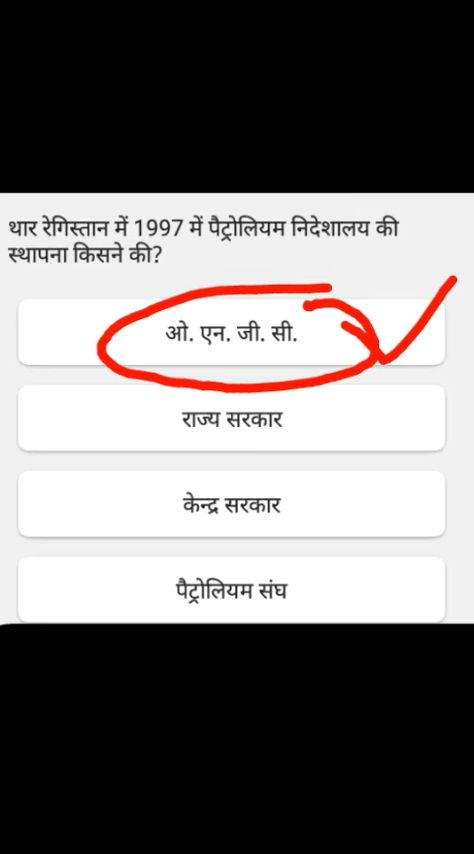 थार रेगिस्तान में 1997 में पैट्रोलियम निदेशालय की
स्थापना किसने की?
ओ. एन. जी. सी.
राज्य सरकार
केन्द्र सरकार
पैट्रोलियम संघ